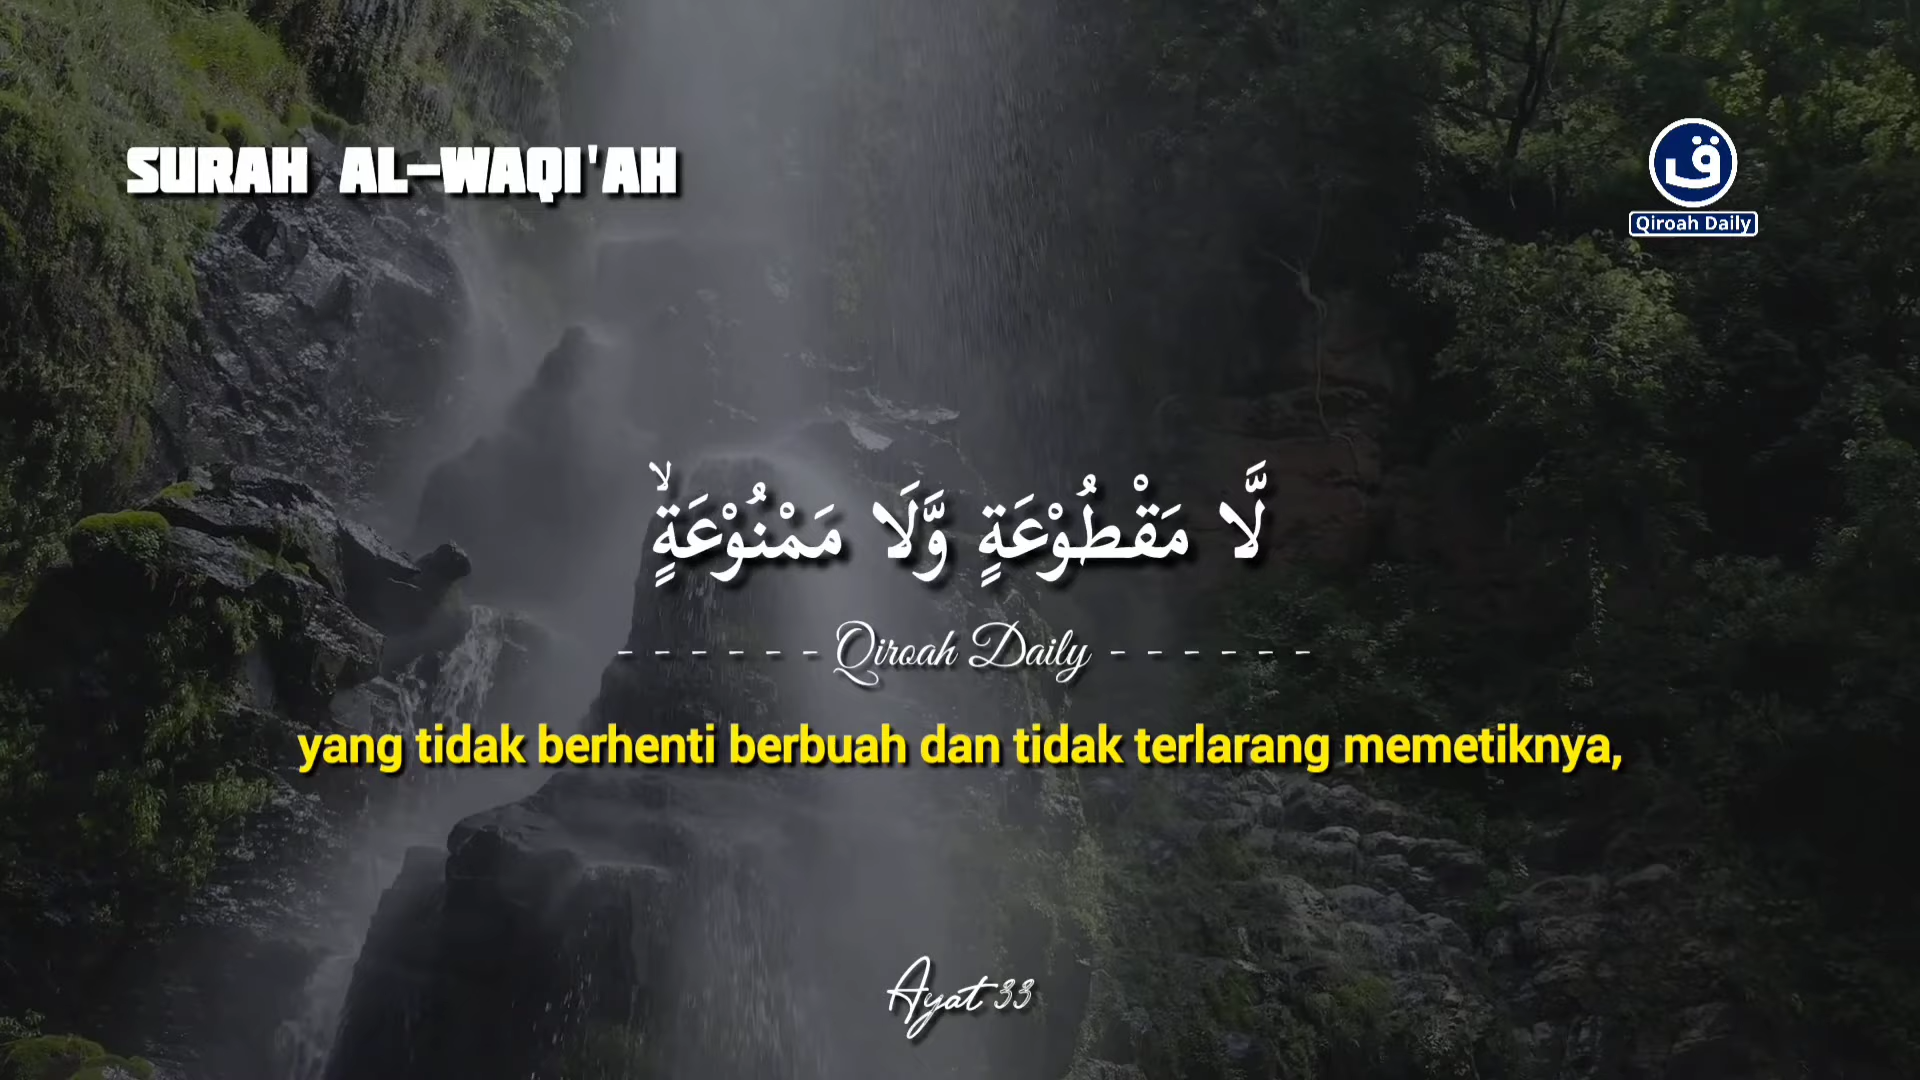 SURAH AL-WAQI'AH
ق
Qiroah Daily
لَّا مَقْطُوْعَةٍ وَّلَا مَمْنُوْعَةٍۙ
- - - - - - Qiroah Daily - - - - - -
yang tidak berhenti berbuah dan tidak terlarang memetiknya,
Ayat 33